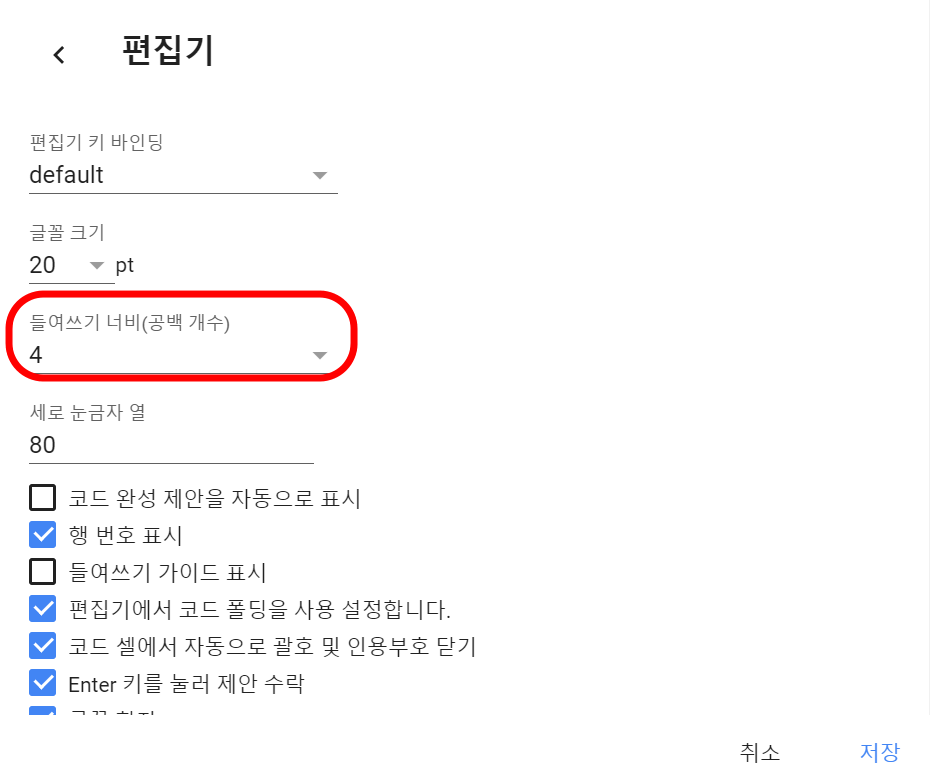 편집기
편집기 키 바인딩
default
글꼴 크기
20 pt
들여쓰기 너비(공백 개수)
4
세로 눈금자 열
80
코드 완성 제안을 자동으로 표시
행 번호 표시
들여쓰기 가이드 표시
편집기에서 코드 폴딩을 사용 설정합니다.
코드 셀에서 자동으로 괄호 및 인용부호 닫기
Enter 키를 눌러 제안 수락
취소 저장